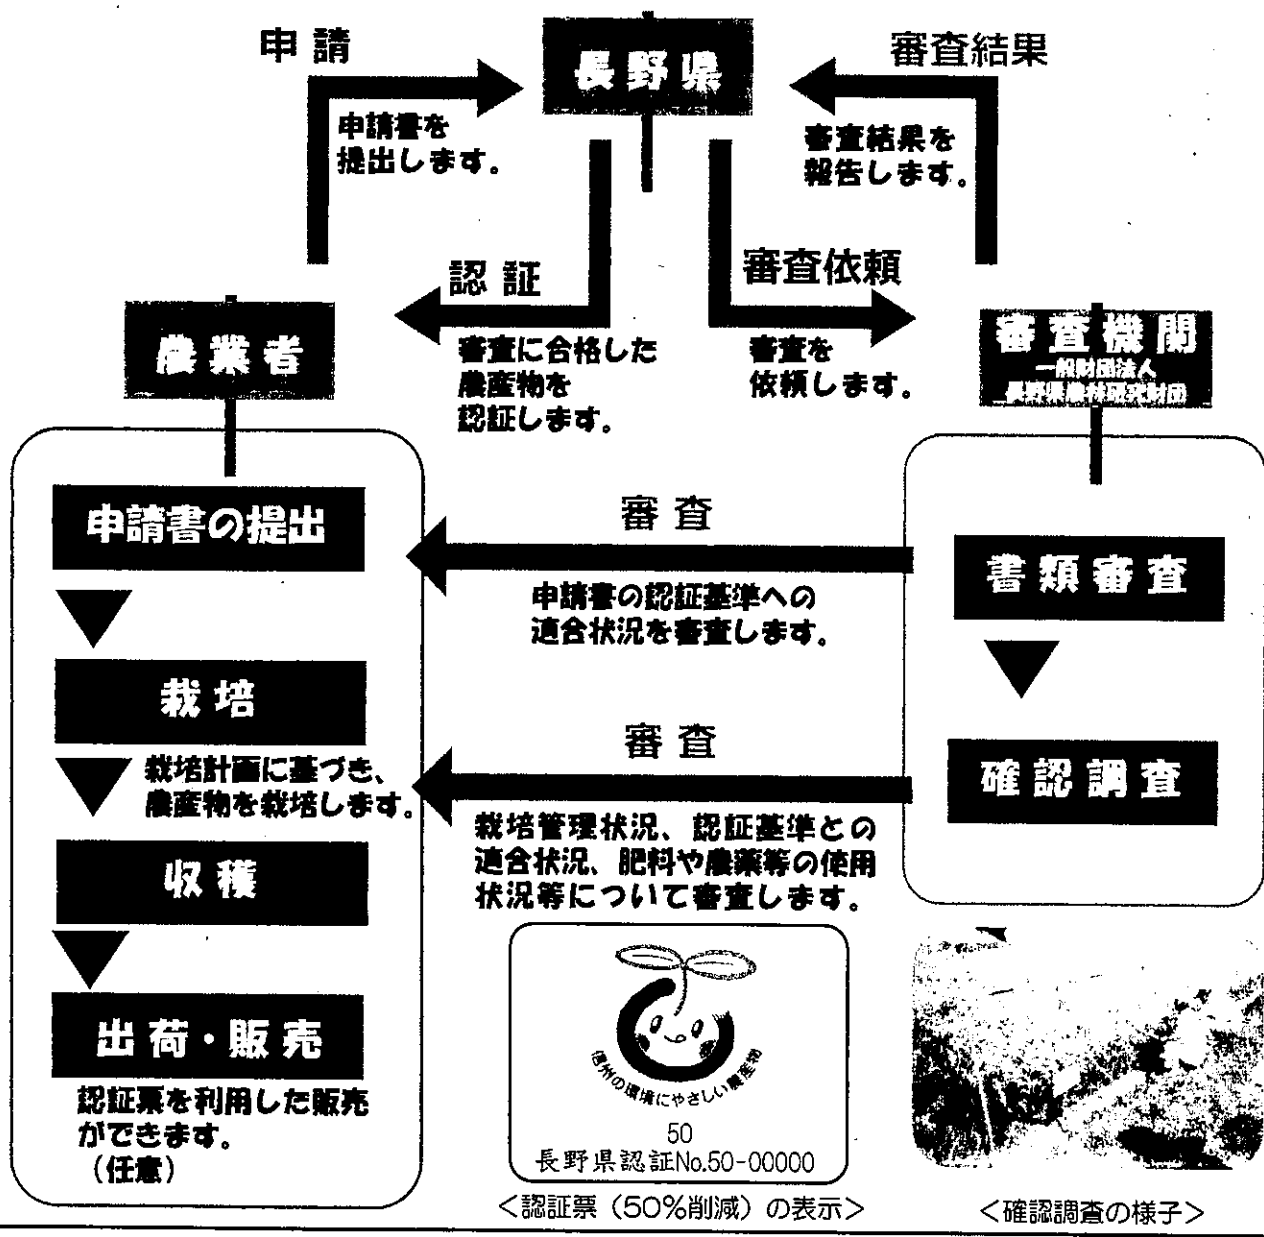 申請
長野県
審査結果
申請書を
提出します。
審査結果を
報告します。
認証
審査依頼
農業者
審査に合格した
農産物を
認証します。
審査を
依頼します。
審査機関
一般財団法人
長野県農林研究財団
申請書の提出
審査
書類審査
申請書の認証基準への
適合状況を審査します。
栽培
審査
確認調査
栽培計画に基づき、
農産物を栽培します。
栽培管理状況、認証基準との
適合状況、肥料や農薬等の使用
状況等について審査します。
収穫
出荷・販売
認証票を利用した販売
ができます。
(任意)
信州の環境にやさしい農産物
50
長野県認証No.50-00000
<認証票(50%削減)の表示>
<確認調査の様子>